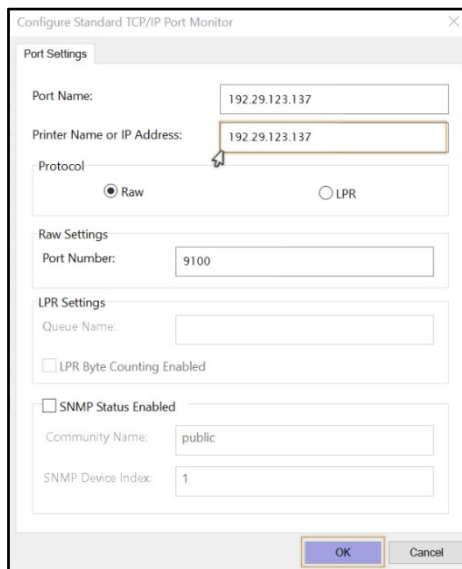 Configure Standard TCP/IP Port Monitor
Port Settings
Port Name: 192.29.123.137
Printer Name or IP Address: 192.29.123.137
Protocol
Raw LPR
Raw Settings
Port Number: 9100
LPR Settings
Queue Name:
LPR Byte Counting Enabled
SNMP Status Enabled
Community Name: public
SNMP Device Index: 1
OK Cancel